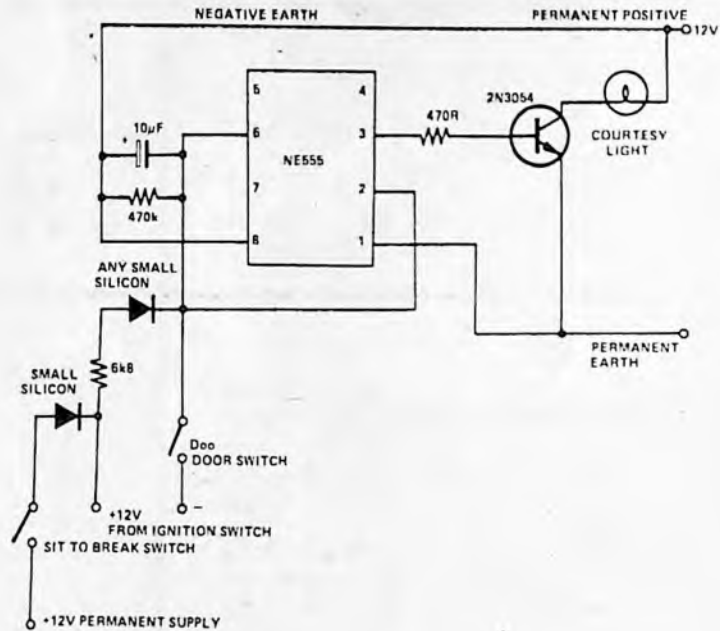 NEGATIVE EARTH
PERMANENT POSITIVE
12V
5
4
2N3054
+
10µF
470R
6
3
COURTESY
LIGHT
NE555
7
2
470k
8
1
ANY SMALL
SILICON
PERMANENT
EARTH
SMALL
SILICON
6k8
Doo
DOOR SWITCH
+12V
–
FROM IGNITION SWITCH
SIT TO BREAK SWITCH
+12V PERMANENT SUPPLY